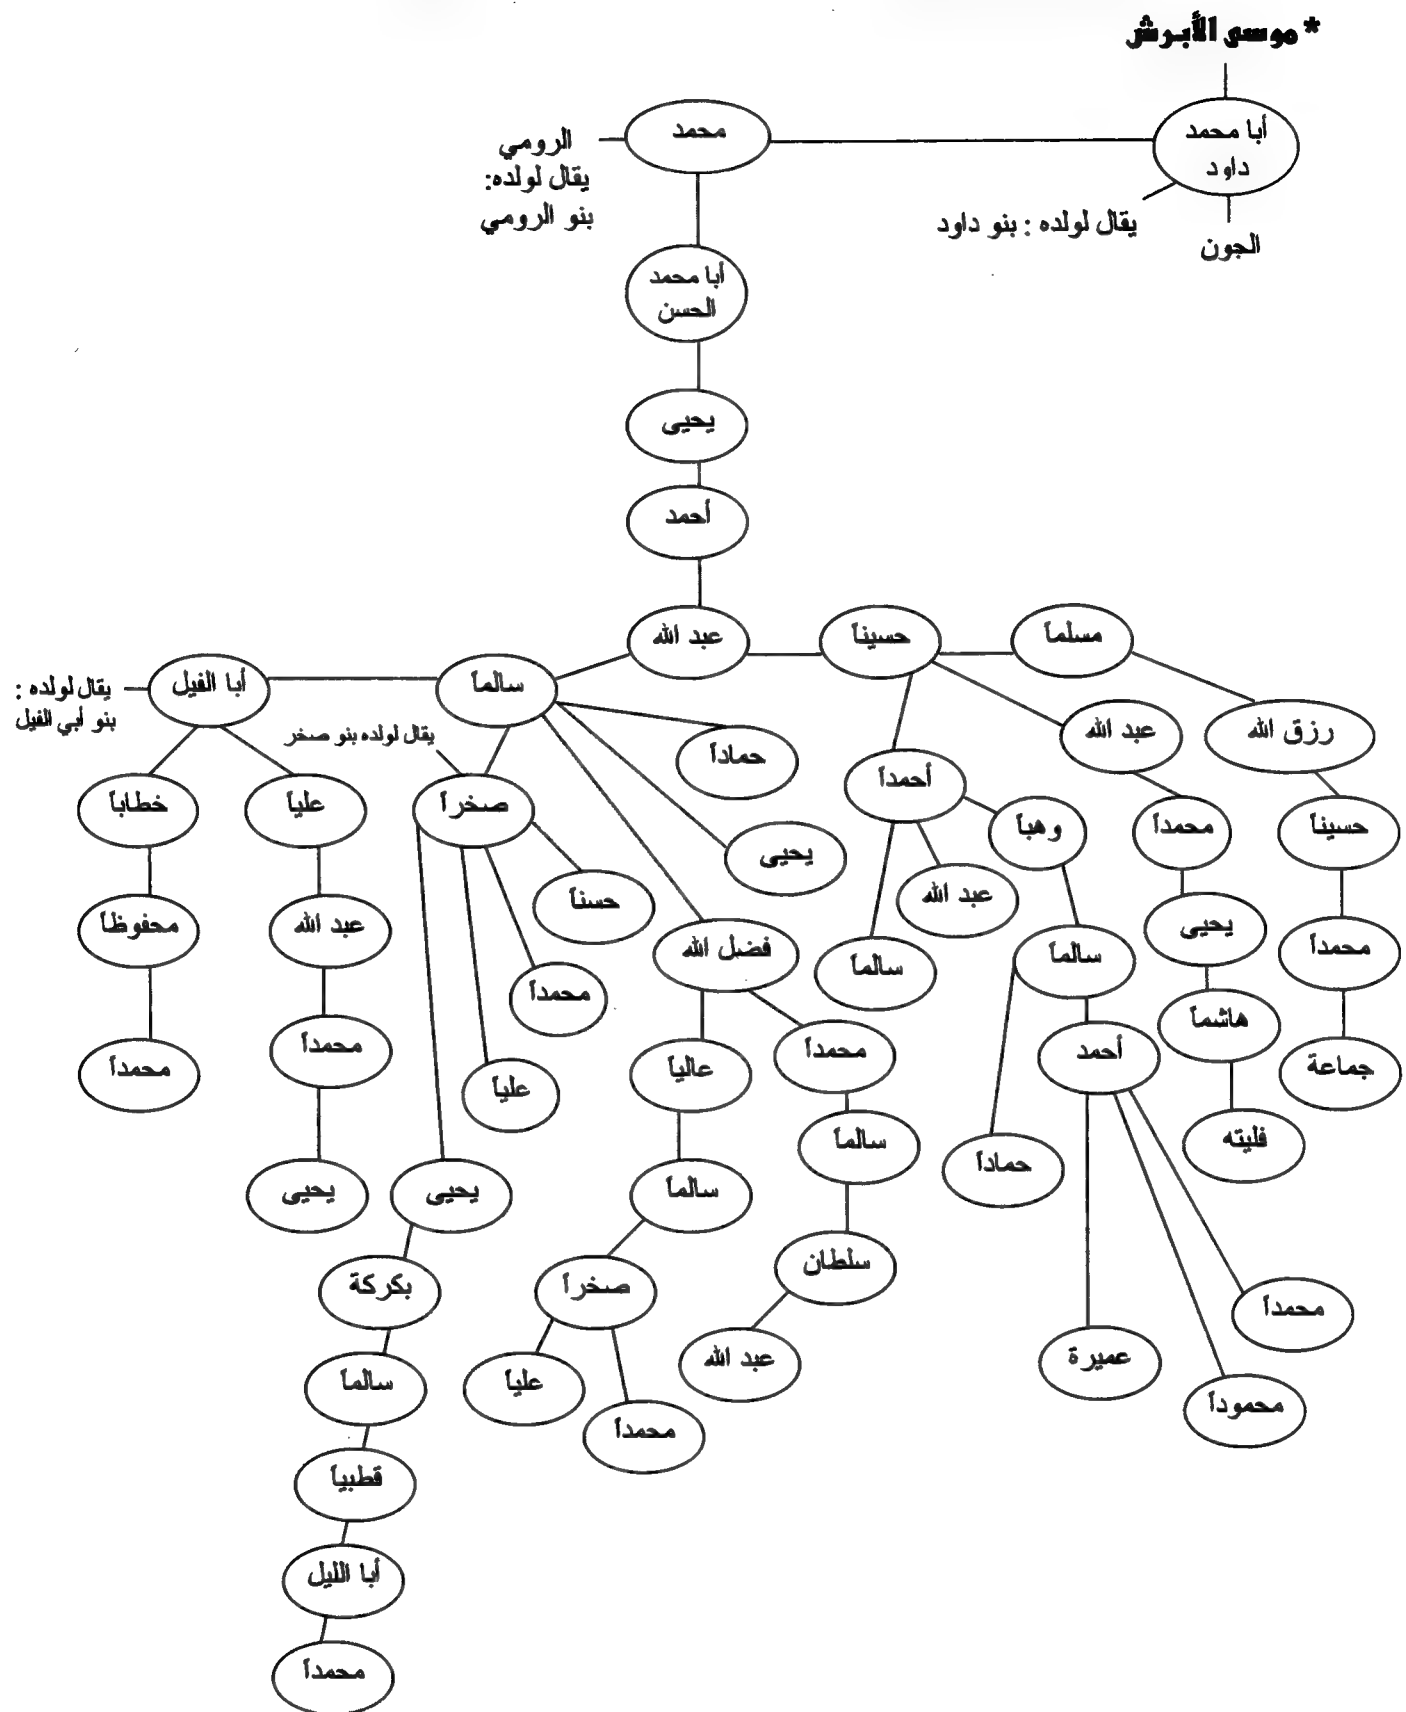 * موسى الأبرش
أبا محمد
داود
محمد
الرومي
يقال لولده:
بنو الرومي
يقال لولده : بنو داود
الجون
أبا محمد
الحسن
يحيى
أحمد
مسلماً
حسيناً
عبد الله
سالماً
أبا الفيل
يقال لولده :
بنو أبي الفيل
رزق الله
عبد الله
حماداً
يقال لولده بنو صخر
أحمداً
صخراً
علياً
خطاباً
حسيناً
محمداً
وهباً
يحيى
عبد الله
حسناً
عبد الله
محفوظاً
محمداً
يحيى
سالماً
سالماً
فضل الله
محمداً
جماعة
هاشماً
أحمد
محمداً
عالياً
علياً
محمداً
محمداً
فليته
حماداً
سالماً
سالماً
يحيى
يحيى
سلطان
صخراً
بكركة
محمداً
عميرة
عبد الله
علياً
سالماً
محموداً
محمداً
قطبياً
أبا الليل
محمداً